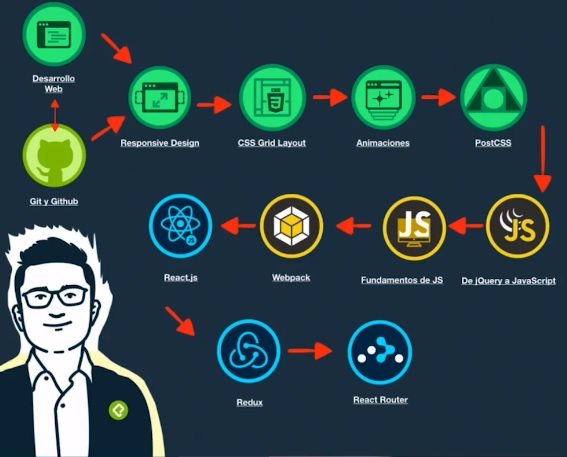 Desarrollo
Web
Git y Github
Responsive Design
CSS Grid Layout
Animaciones
PostCSS
De jQuery a JavaScript
JS
Fundamentos de JS
JS
Webpack
React.js
JS
Redux
React Router